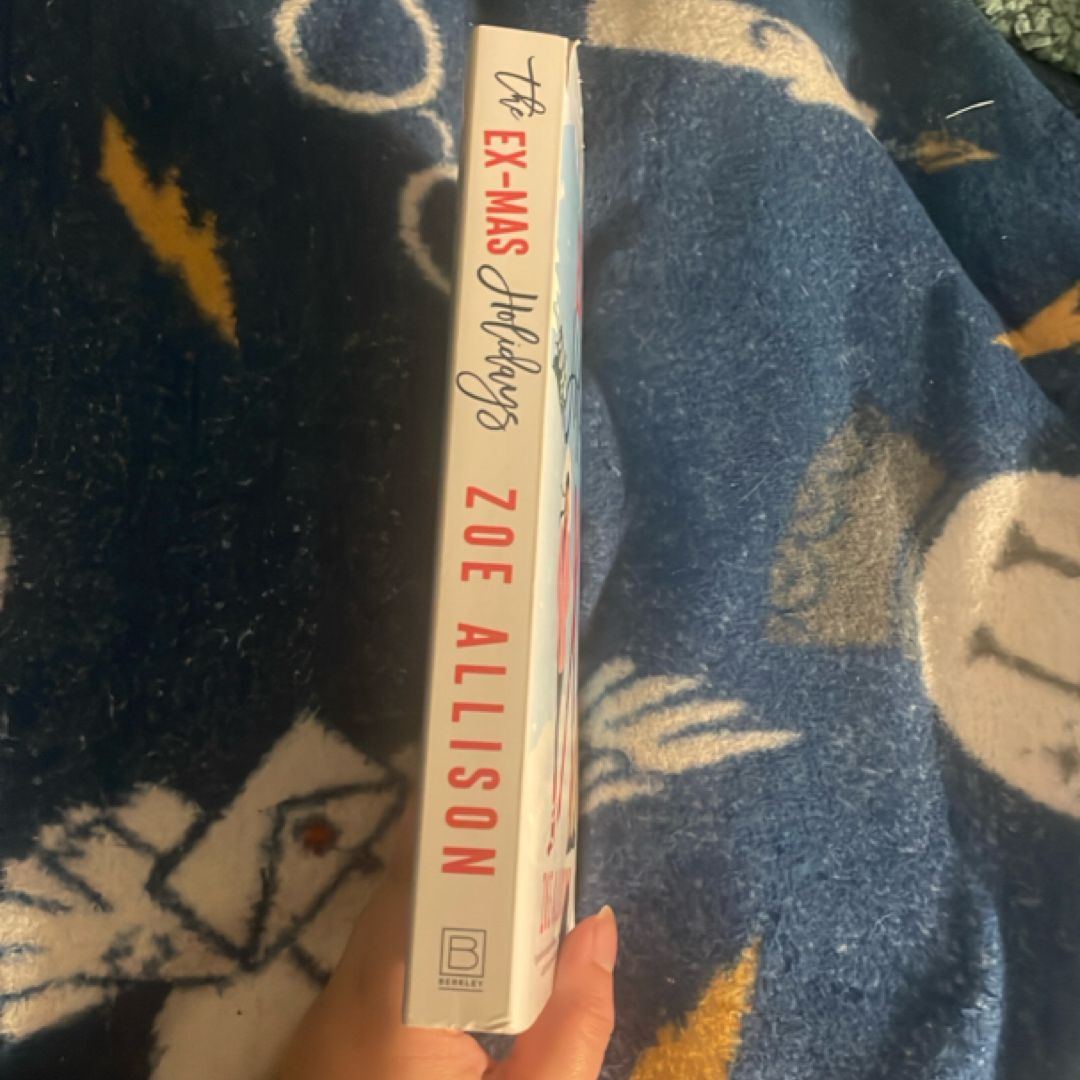 the EX-MAS Holidays
ZOE ALLISON
B
BERKLEY